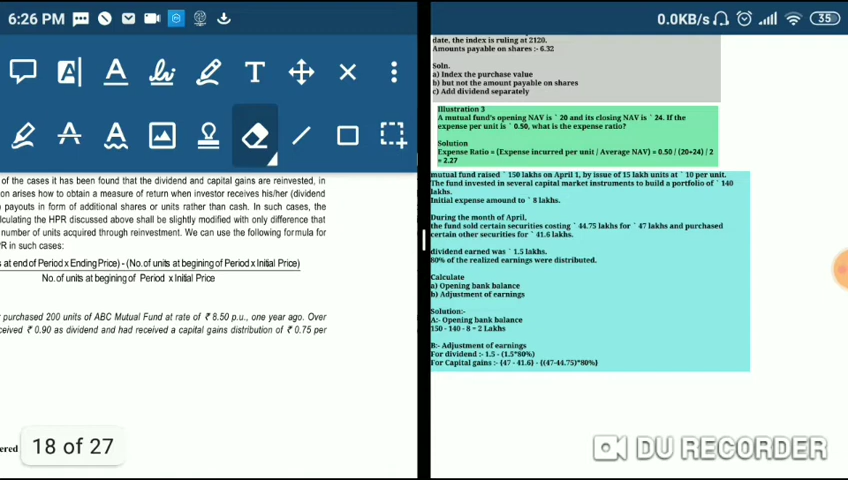 6:26 PM
0.0KB/s
35
of the cases it has been found that the dividend and capital gains are reinvested, in
on arises how to obtain a measure of return when investor receives his/her (dividend
payouts in form of additional shares or units rather than cash. In such cases, the
lculating the HPR discussed above shall be slightly modified with only difference that
number of units acquired through reinvestment. We can use the following formula for
R in such cases:
s at end of Period x Ending Price) - (No. of units at begining of Period x Initial Price)
No. of units at begining of Period x Initial Price
purchased 200 units of ABC Mutual Fund at rate of ₹ 8.50 p.u., one year ago. Over
ceived ₹ 0.90 as dividend and had received a capital gains distribution of ₹ 0.75 per
ered
18 of 27
date, the index is ruling at 2120.
Amounts payable on shares :- 6.32
Soln.
a) Index the purchase value
b) but not the amount payable on shares
c) Add dividend separately
Illustration 3
A mutual fund's opening NAV is ` 20 and its closing NAV is ` 24. If the
expense per unit is ` 0.50, what is the expense ratio?
Solution
Expense Ratio = (Expense incurred per unit / Average NAV) = 0.50 / (20+24) / 2
= 2.27
mutual fund raised ` 150 lakhs on April 1, by issue of 15 lakh units at ` 10 per unit.
The fund invested in several capital market instruments to build a portfolio of ` 140
lakhs.
Initial expense amount to ` 8 lakhs.
During the month of April,
the fund sold certain securities costing ` 44.75 lakhs for ` 47 lakhs and purchased
certain other securities for ` 41.6 lakhs.
dividend earned was ` 1.5 lakhs.
80% of the realized earnings were distributed.
Calculate
a) Opening bank balance
b) Adjustment of earnings
Solution:-
A:- Opening bank balance
150 - 140 - 8 = 2 Lakhs
B:- Adjustment of earnings
For dividend :- 1.5 - (1.5*80%)
For Capital gains :- {47 - 41.6} - {(47-44.75)*80%}
DU RECORDER